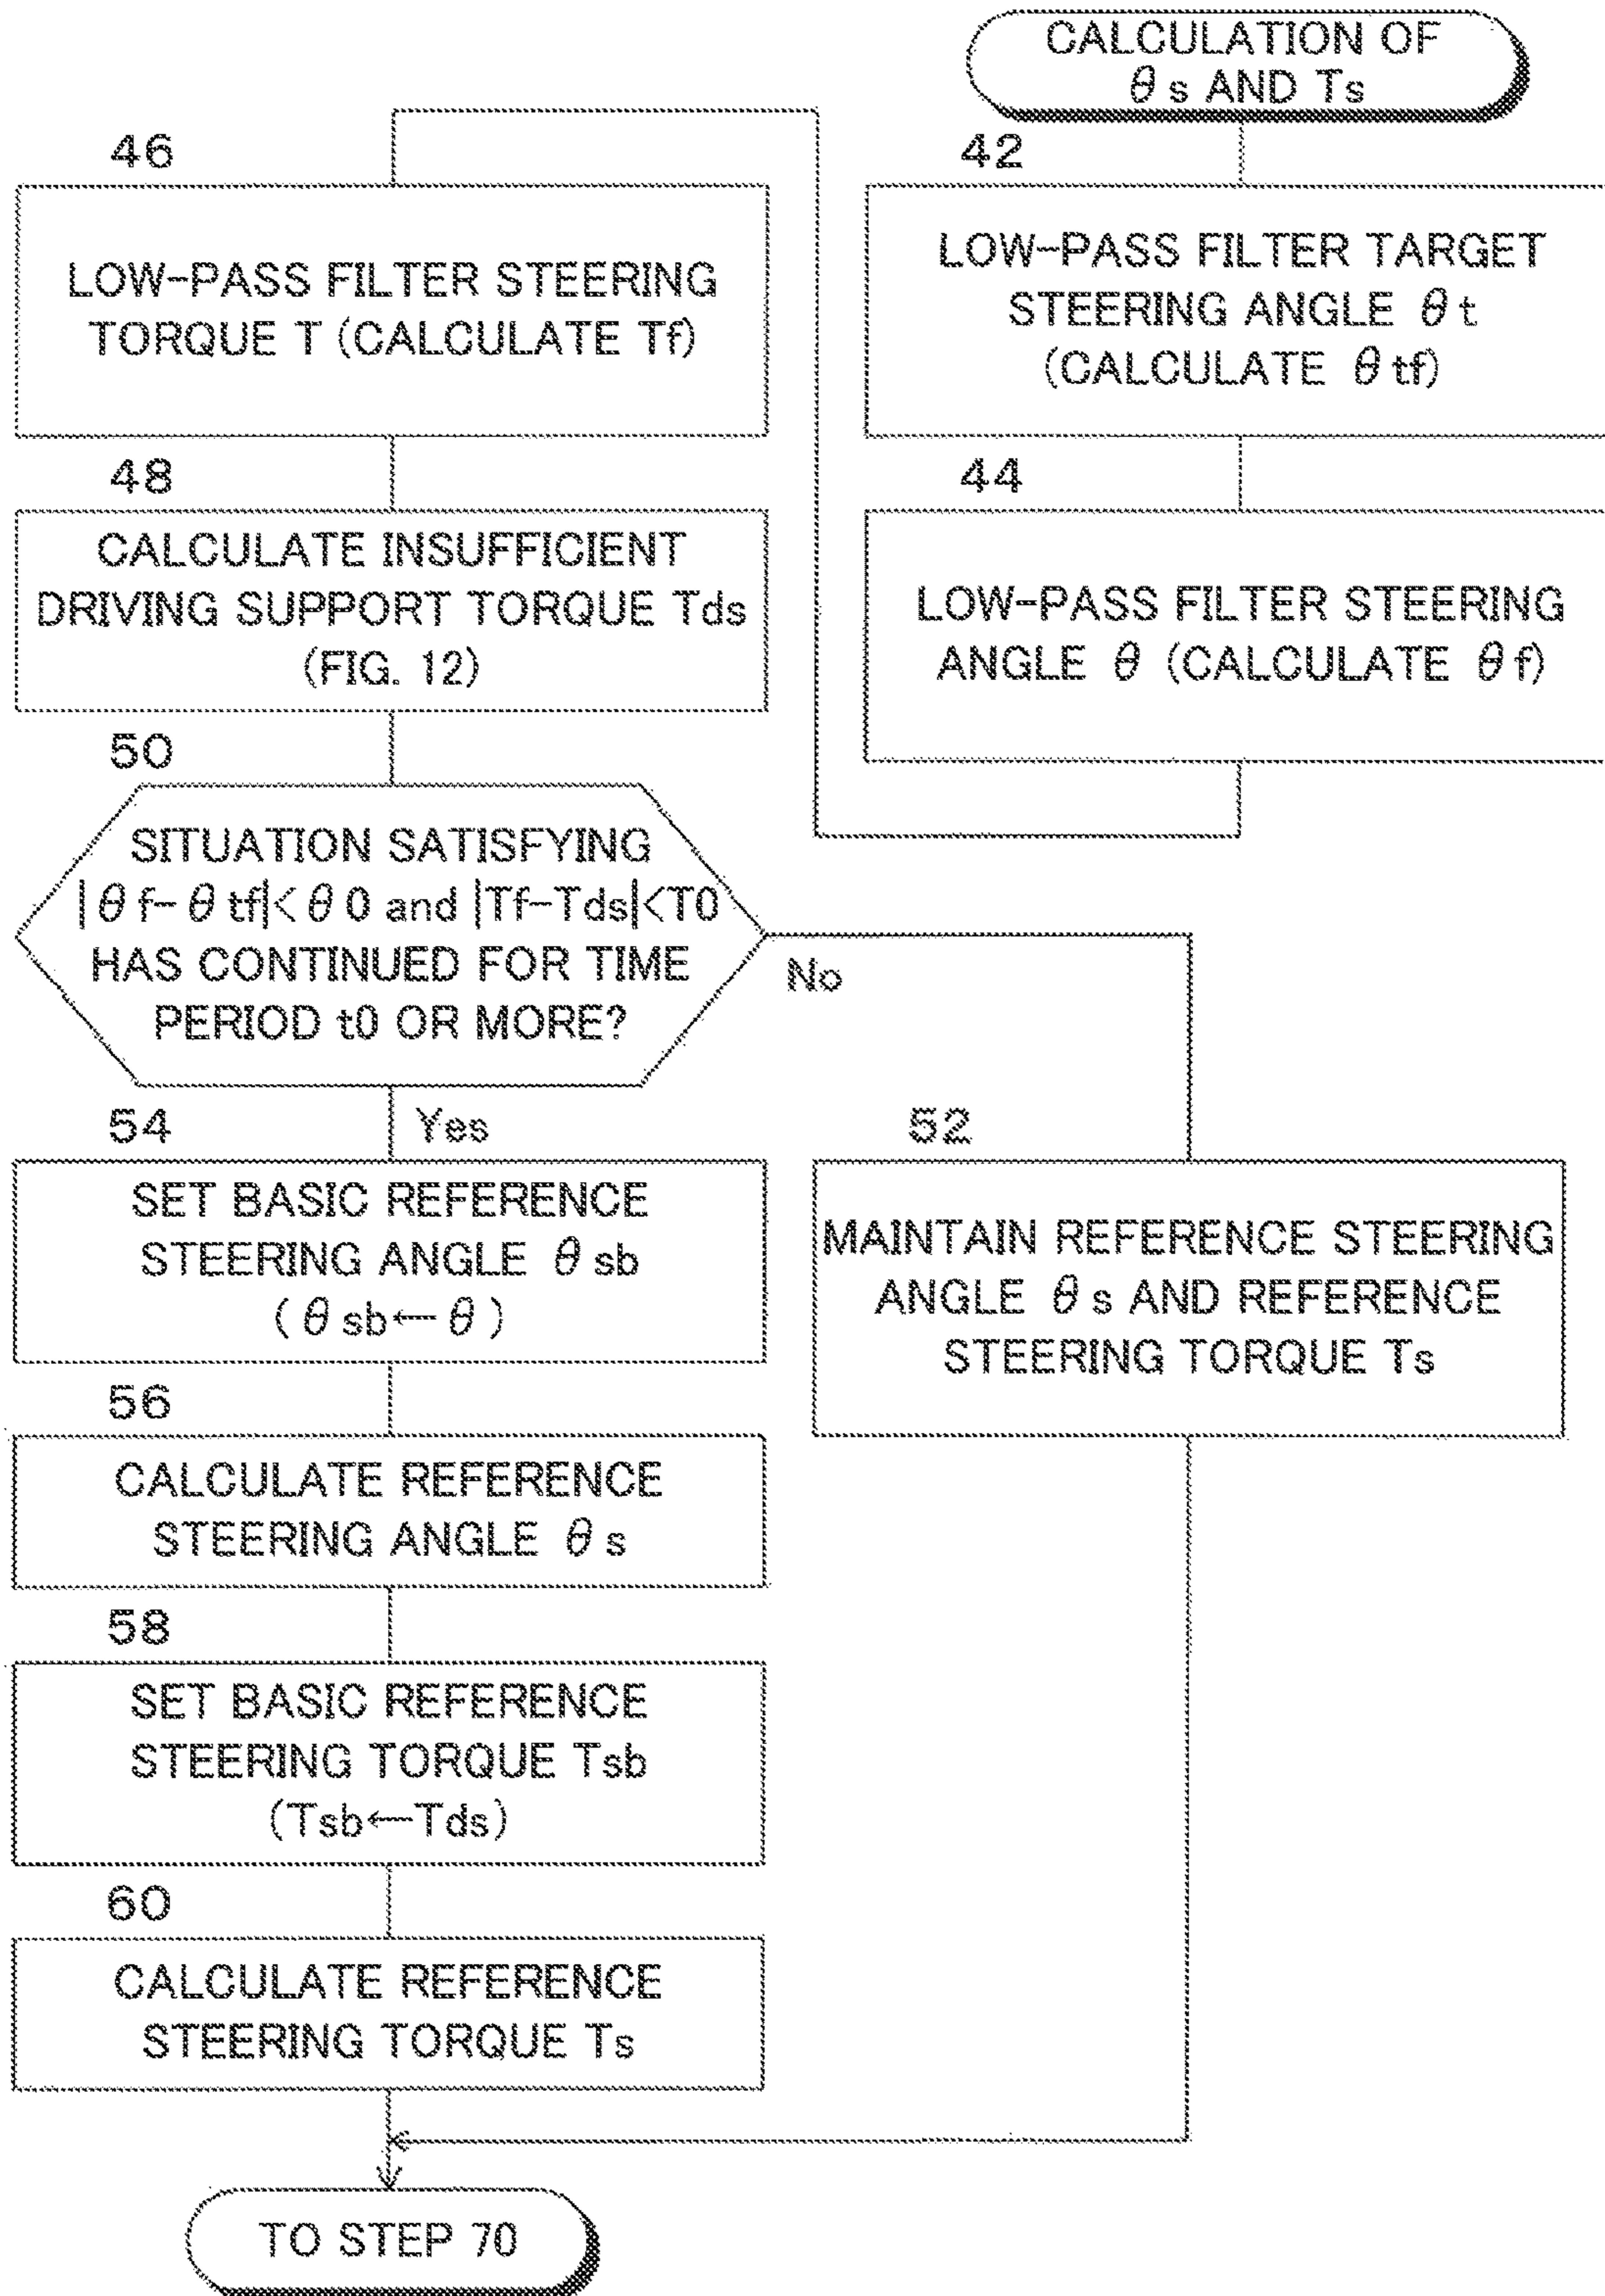 CALCULATION OF
θs AND Ts
42
LOW-PASS FILTER TARGET
STEERING ANGLE θt
(CALCULATE θtf)
44
LOW-PASS FILTER STEERING
ANGLE θ (CALCULATE θf)
46
LOW-PASS FILTER STEERING
TORQUE T (CALCULATE Tf)
48
CALCULATE INSUFFICIENT
DRIVING SUPPORT TORQUE Tds
(FIG. 12)
50
SITUATION SATISFYING
|θf-θtf|<θ0 and |Tf-Tds|<T0
HAS CONTINUED FOR TIME
PERIOD t0 OR MORE?
No
Yes
52
MAINTAIN REFERENCE STEERING
ANGLE θs AND REFERENCE
STEERING TORQUE Ts
54
SET BASIC REFERENCE
STEERING ANGLE θsb
(θsb←θ)
56
CALCULATE REFERENCE
STEERING ANGLE θs
58
SET BASIC REFERENCE
STEERING TORQUE Tsb
(Tsb←Tds)
60
CALCULATE REFERENCE
STEERING TORQUE Ts
TO STEP 70